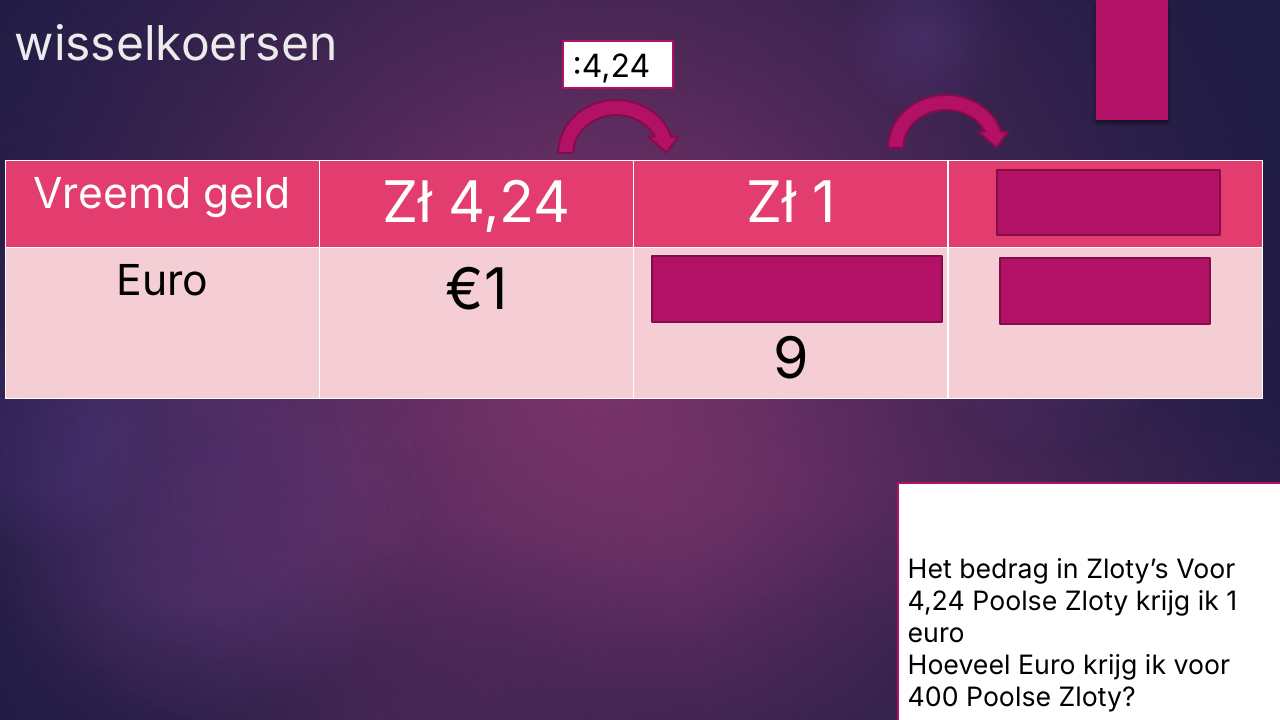 wisselkoersen
:4,24
Vreemd geld Zł 4,24 Zł 1
Euro €1
9
Het bedrag in Zloty’s Voor
4,24 Poolse Zloty krijg ik 1
euro
Hoeveel Euro krijg ik voor
400 Poolse Zloty?